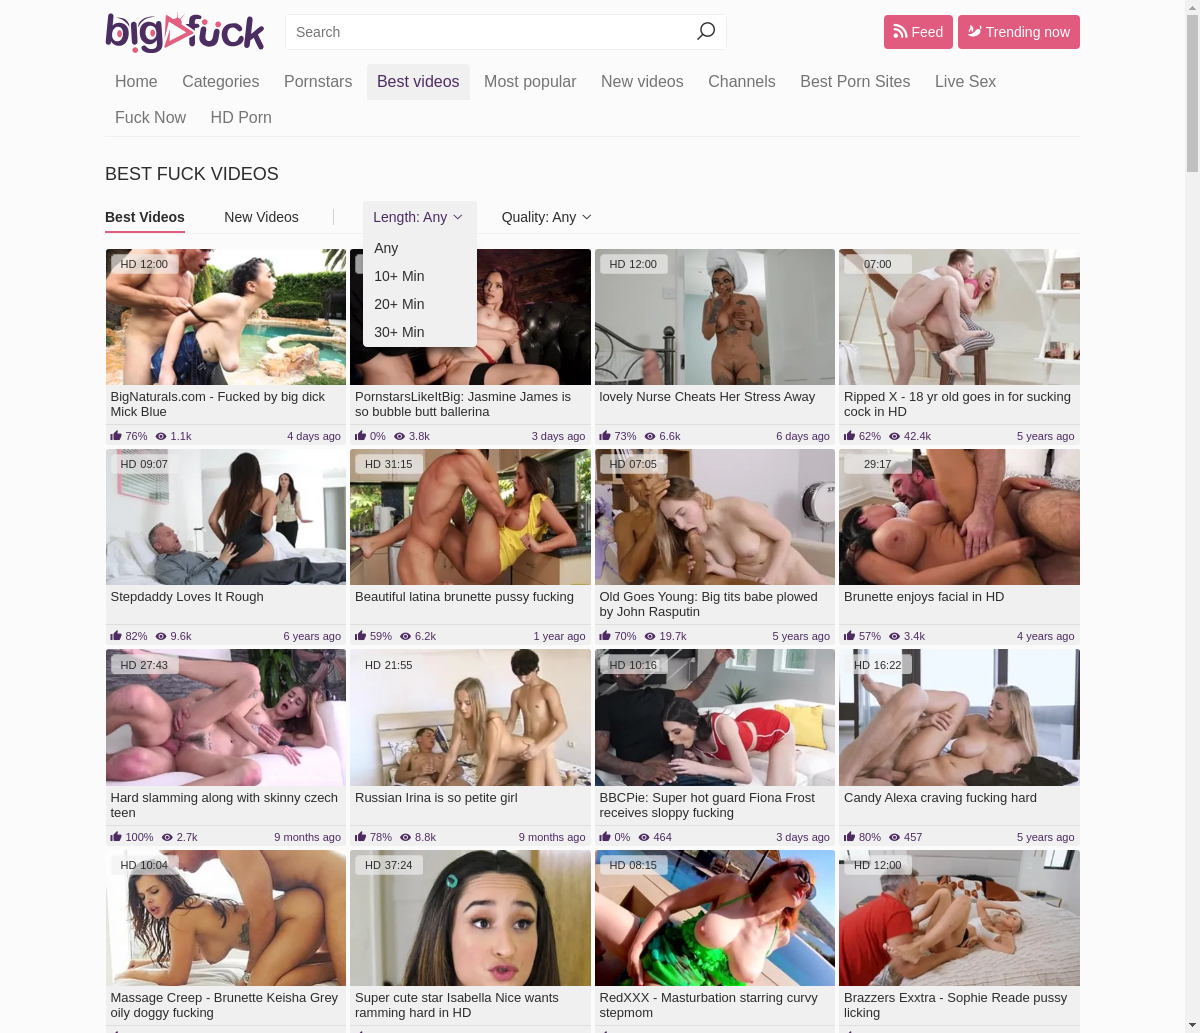 bigfuck
Search
Feed
Trending now
Home
Categories
Pornstars
Best videos
Most popular
New videos
Channels
Best Porn Sites
Live Sex
Fuck Now
HD Porn
BEST FUCK VIDEOS
Best Videos
New Videos
Length: Any
Quality: Any
Any
10+ Min
20+ Min
30+ Min
HD 12:00
HD 12:00
07:00
BigNaturals.com - Fucked by big dick
Mick Blue
76% 1.1k 4 days ago
PornstarsLikeItBig: Jasmine James is
so bubble butt ballerina
0% 3.8k 3 days ago
lovely Nurse Cheats Her Stress Away
73% 6.6k 6 days ago
Ripped X - 18 yr old goes in for sucking
cock in HD
62% 42.4k 5 years ago
HD 09:07
HD 31:15
HD 07:05
29:17
Stepdaddy Loves It Rough
82% 9.6k 6 years ago
Beautiful latina brunette pussy fucking
59% 6.2k 1 year ago
Old Goes Young: Big tits babe plowed
by John Rasputin
70% 19.7k 5 years ago
Brunette enjoys facial in HD
57% 3.4k 4 years ago
HD 27:43
HD 21:55
HD 10:16
HD 16:22
Hard slamming along with skinny czech
teen
100% 2.7k 9 months ago
Russian Irina is so petite girl
78% 8.8k 9 months ago
BBCPie: Super hot guard Fiona Frost
receives sloppy fucking
0% 464 3 days ago
Candy Alexa craving fucking hard
80% 457 5 years ago
HD 10:04
HD 37:24
HD 08:15
HD 12:00
Massage Creep - Brunette Keisha Grey
oily doggy fucking
Super cute star Isabella Nice wants
ramming hard in HD
RedXXX - Masturbation starring curvy
stepmom
Brazzers Exxtra - Sophie Reade pussy
licking